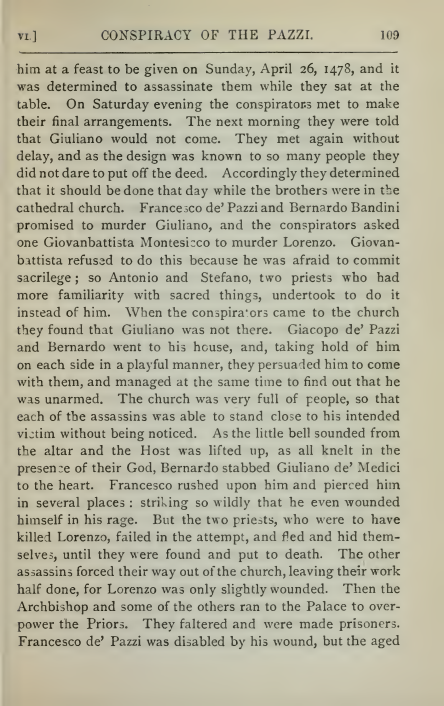 VI.] CONSPIRACY OF THE PAZZI. 109
him at a feast to be given on Sunday, April 26, 1478, and it
was determined to assassinate them while they sat at the
table. On Saturday evening the conspirators met to make
their final arrangements. The next morning they were told
that Giuliano would not come. They met again without
delay, and as the design was known to so many people they
did not dare to put off the deed. Accordingly they determined
that it should be done that day while the brothers were in the
cathedral church. Francesco de' Pazzi and Bernardo Bandini
promised to murder Giuliano, and the conspirators asked
one Giovanbattista Montesicco to murder Lorenzo. Giovan-
battista refused to do this because he was afraid to commit
sacrilege; so Antonio and Stefano, two priests who had
more familiarity with sacred things, undertook to do it
instead of him. When the conspirators came to the church
they found that Giuliano was not there. Giacopo de' Pazzi
and Bernardo went to his house, and, taking hold of him
on each side in a playful manner, they persuaded him to come
with them, and managed at the same time to find out that he
was unarmed. The church was very full of people, so that
each of the assassins was able to stand close to his intended
victim without being noticed. As the little bell sounded from
the altar and the Host was lifted up, as all knelt in the
presence of their God, Bernardo stabbed Giuliano de' Medici
to the heart. Francesco rushed upon him and pierced him
in several places: striking so wildly that he even wounded
himself in his rage. But the two priests, who were to have
killed Lorenzo, failed in the attempt, and fled and hid them-
selves, until they were found and put to death. The other
assassins forced their way out of the church, leaving their work
half done, for Lorenzo was only slightly wounded. Then the
Archbishop and some of the others ran to the Palace to over-
power the Priors. They faltered and were made prisoners.
Francesco de' Pazzi was disabled by his wound, but the aged